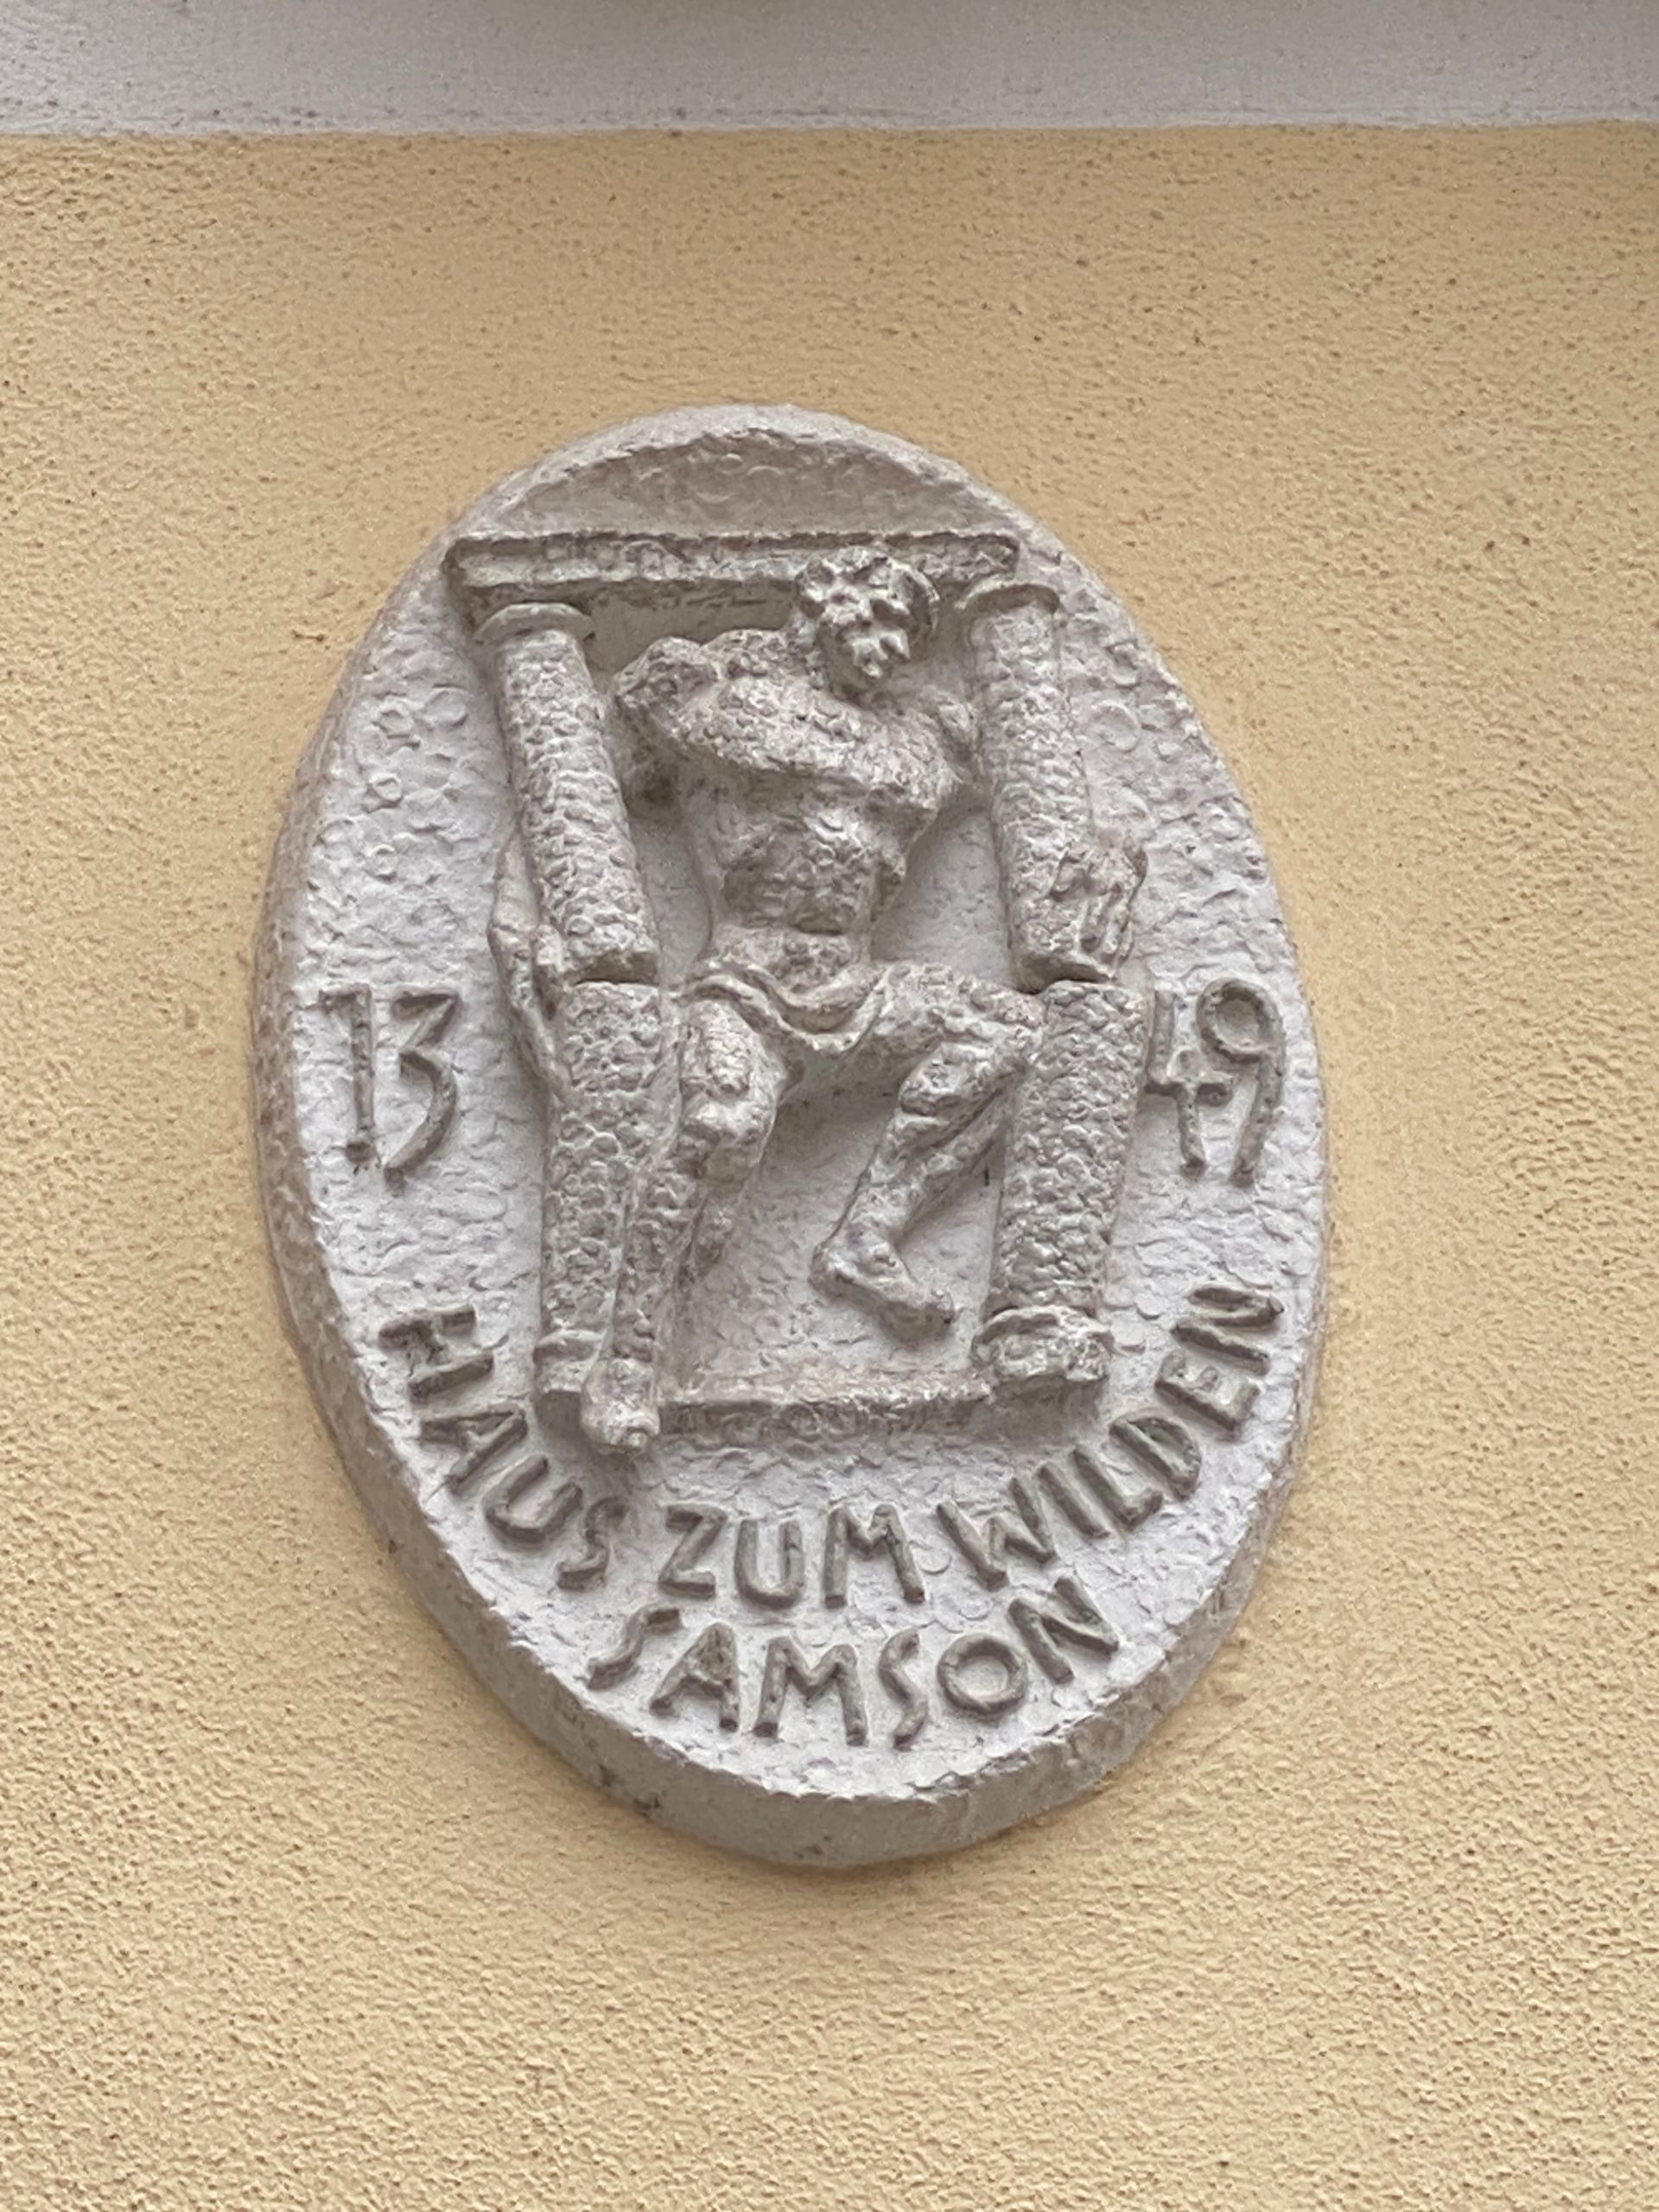 13 49
HAUS ZUM WILDEN
SAMSON